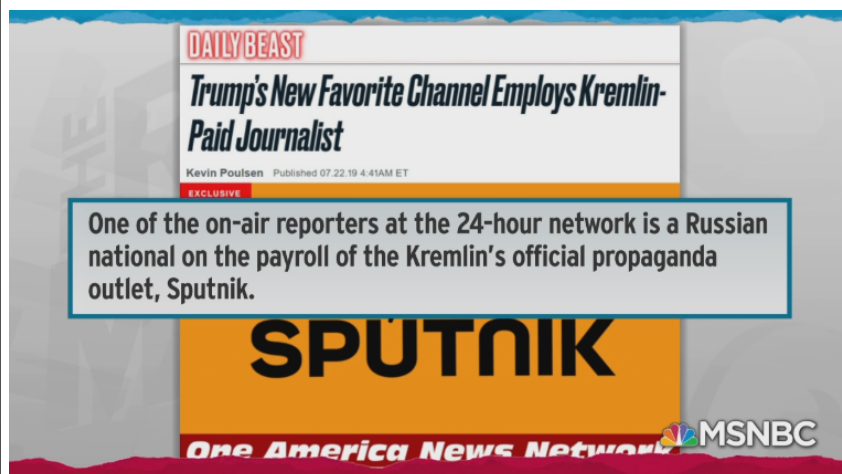 DAILY BEAST
Trump's New Favorite Channel Employs Kremlin-
Paid Journalist
Kevin Poulsen Published 07.22.19 4:41AM ET
EXCLUSIVE
One of the on-air reporters at the 24-hour network is a Russian
national on the payroll of the Kremlin's official propaganda
outlet, Sputnik.
SPUTNIK
One America News Network
MSNBC